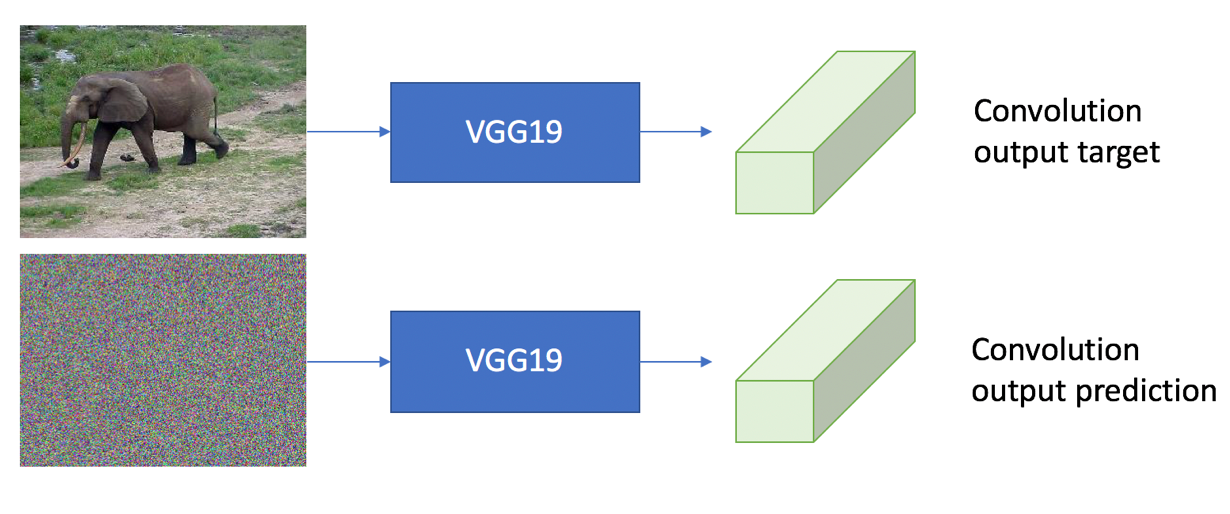 VGG19
Convolution
output target
VGG19
Convolution
output prediction